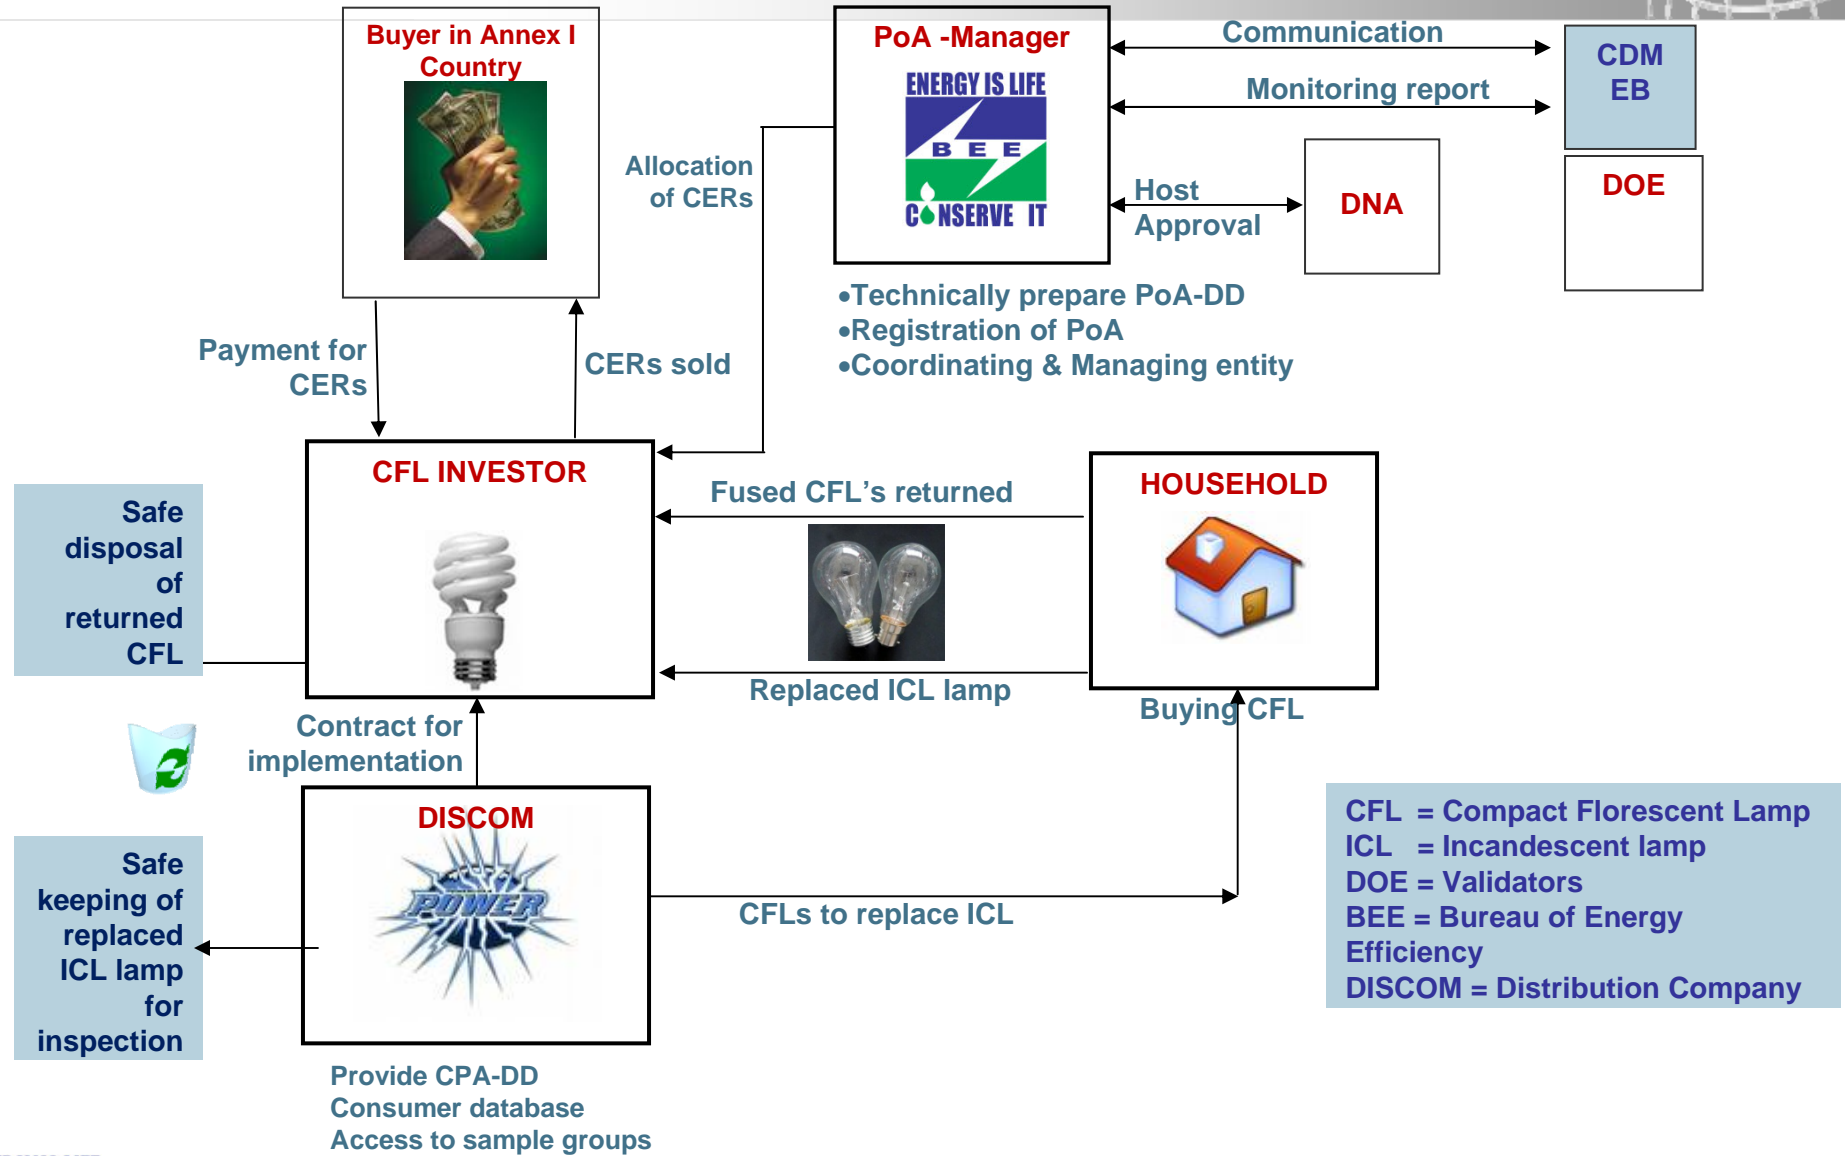 Buyer in Annex I
Country
PoA -Manager
ENERGY IS LIFE
BEE
CONSERVE IT
Communication
Monitoring report
CDM
EB
DOE
Host
Approval
DNA
Allocation
of CERs
•Technically prepare PoA-DD
•Registration of PoA
•Coordinating & Managing entity
Payment for
CERs
CERs sold
CFL INVESTOR
Fused CFL's returned
HOUSEHOLD
Safe
disposal
of
returned
CFL
Replaced ICL lamp
Buying CFL
Contract for
implementation
DISCOM
POWER
CFLs to replace ICL
Safe
keeping of
replaced
ICL lamp
for
inspection
CFL = Compact Florescent Lamp
ICL = Incandescent lamp
DOE = Validators
BEE = Bureau of Energy
Efficiency
DISCOM = Distribution Company
Provide CPA-DD
Consumer database
Access to sample groups